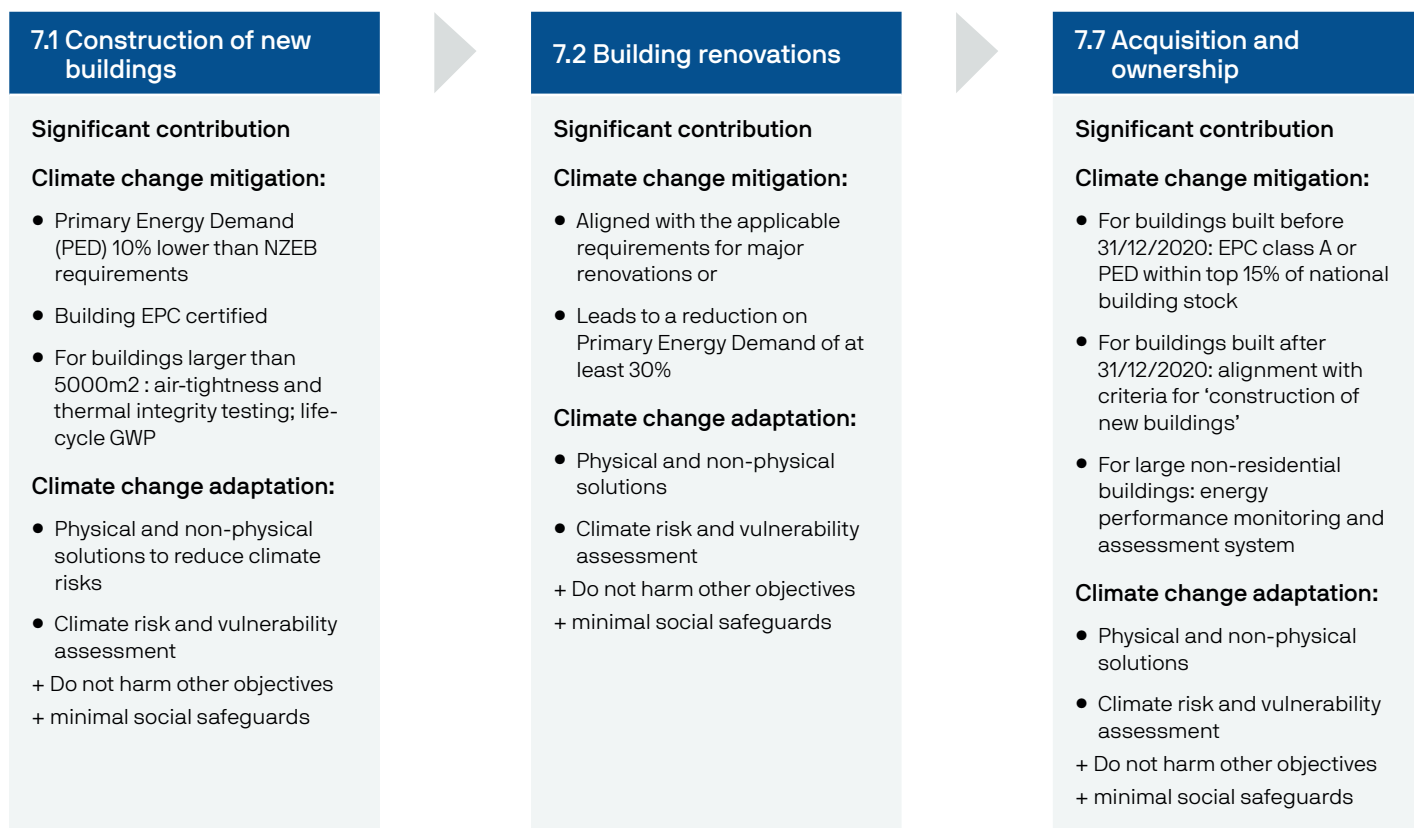 7.1 Construction of new
buildings
Significant contribution
Climate change mitigation:
• Primary Energy Demand
(PED) 10% lower than NZEB
requirements
• Building EPC certified
• For buildings larger than
5000m2 : air-tightness and
thermal integrity testing; life-
cycle GWP
Climate change adaptation:
• Physical and non-physical
solutions to reduce climate
risks
• Climate risk and vulnerability
assessment
+ Do not harm other objectives
+ minimal social safeguards
7.2 Building renovations
Significant contribution
Climate change mitigation:
• Aligned with the applicable
requirements for major
renovations or
• Leads to a reduction on
Primary Energy Demand of at
least 30%
Climate change adaptation:
• Physical and non-physical
solutions
• Climate risk and vulnerability
assessment
+ Do not harm other objectives
+ minimal social safeguards
7.7 Acquisition and
ownership
Significant contribution
Climate change mitigation:
• For buildings built before
31/12/2020: EPC class A or
PED within top 15% of national
building stock
• For buildings built after
31/12/2020: alignment with
criteria for ‘construction of
new buildings’
• For large non-residential
buildings: energy
performance monitoring and
assessment system
Climate change adaptation:
• Physical and non-physical
solutions
• Climate risk and vulnerability
assessment
+ Do not harm other objectives
+ minimal social safeguards